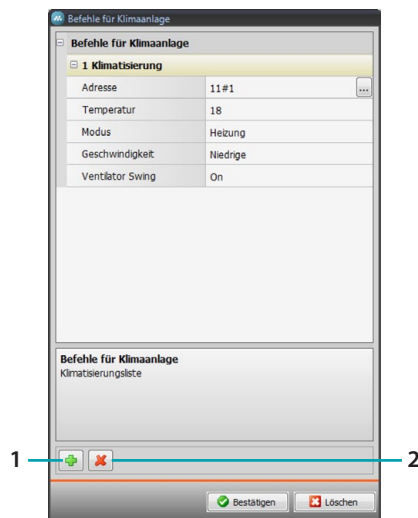 Befehle für Klimaanlage
Befehle für Klimaanlage
1 Klimatisierung
Adresse 11#1 ...
Temperatur 18
Modus Heizung
Geschwindigkeit Niedrige
Ventilator Swing On
Befehle für Klimaanlage
Klimatisierungsliste
1 2
Bestätigen Löschen